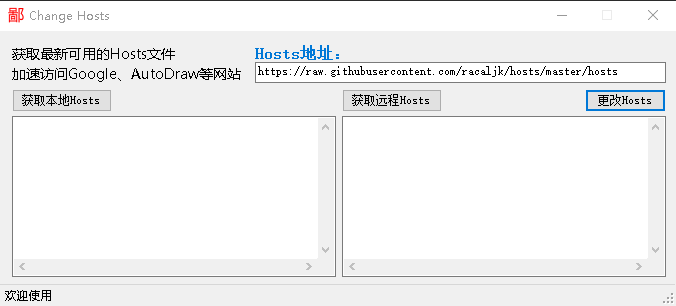 鄙 Change Hosts
获取最新可用的Hosts文件
加速访问Google、AutoDraw等网站
Hosts地址：
https://raw.githubusercontent.com/racaljk/hosts/master/hosts
获取本地Hosts
获取远程Hosts
更改Hosts
欢迎使用